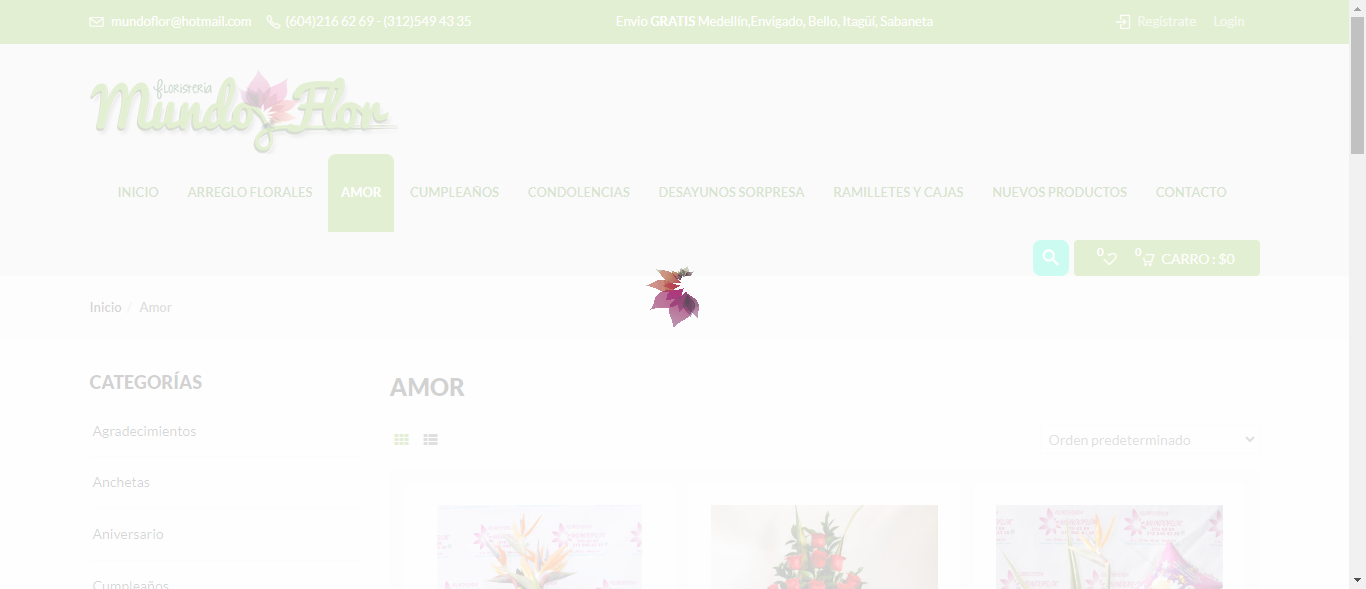 mundoflor@hotmail.com (604)216 62 69 - (312)549 43 35 Envio GRATIS Medellín,Envigado, Bello, Itagüí, Sabaneta Registrate Login
FLORISTERÍA
Mundo Flor
INICIO ARREGLO FLORALES AMOR CUMPLEAÑOS CONDOLENCIAS DESAYUNOS SORPRESA RAMILLETES Y CAJAS NUEVOS PRODUCTOS CONTACTO
0 0 CARRO : $0
Inicio / Amor
CATEGORÍAS
Agradecimientos
Anchetas
Aniversario
Cumpleaños
AMOR
Orden predeterminado